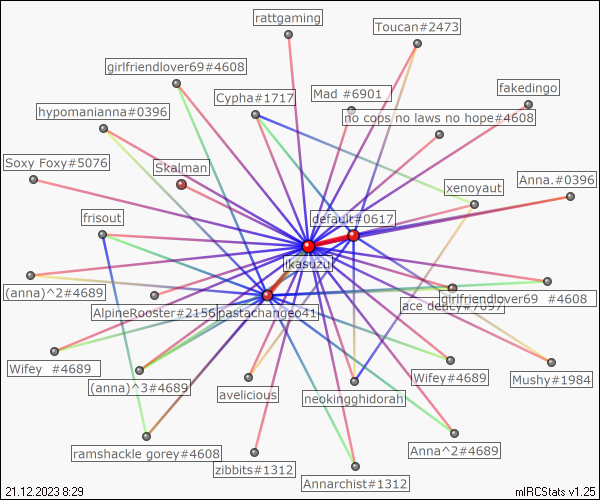 rattgaming
Toucan#2473
girlfriendlover69#4608
Cypha#1717
Mad #6901
fakedingo
hypomanianna#0396
no cops no laws no hope#4608
Soxy Foxy#5076
Skalman
xenoyaut
Anna.#0396
frisout
default#0617
ikasuzu
(anna)^2#4689
AlpineRooster#2156
pastachangeo41
ace deacy#7097
girlfriendlover69 #4608
Wifey #4689
(anna)^3#4689
avelicious
neokingghidorah
Wifey#4689
Mushy#1984
ramshackle gorey#4608
zibbits#1312
Annarchist#1312
Anna^2#4689
21.12.2023 8:29
mIRCStats v1.25